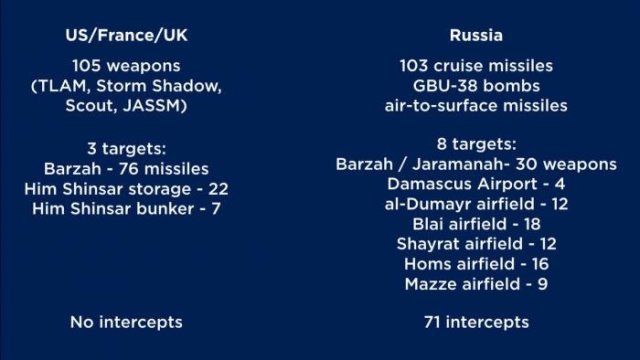 US/France/UK
105 weapons
(TLAM, Storm Shadow,
Scout, JASSM)
3 targets:
Barzah - 76 missiles
Him Shinsar storage - 22
Him Shinsar bunker - 7
No intercepts
Russia
103 cruise missiles
GBU-38 bombs
air-to-surface missiles
8 targets:
Barzah / Jaramanah- 30 weapons
Damascus Airport - 4
al-Dumayr airfield - 12
Blai airfield - 18
Shayrat airfield - 12
Homs airfield - 16
Mazze airfield - 9
71 intercepts